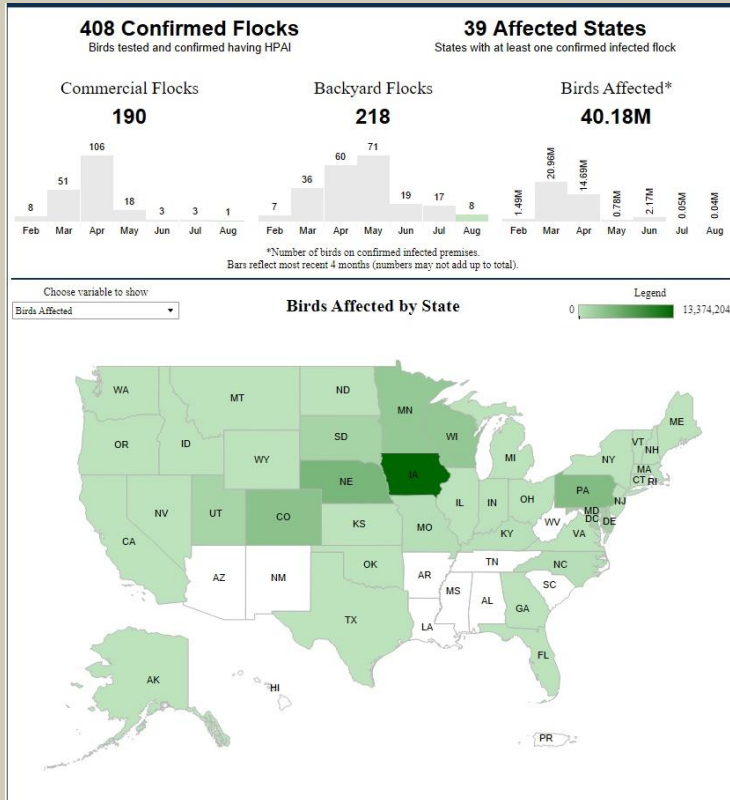 408 Confirmed Flocks
Birds tested and confirmed having HPAI
39 Affected States
States with at least one confirmed infected flock
Commercial Flocks
190
Backyard Flocks
218
Birds Affected*
40.18M
8
51
106
18
3
3
1
Feb Mar Apr May Jun Jul Aug
7
36
60
71
19
17
8
Feb Mar Apr May Jun Jul Aug
1.49M
20.96M
14.69M
0.78M
2.17M
0.05M
0.04M
Feb Mar Apr May Jun Jul Aug
*Number of birds on confirmed infected premises.
Bars reflect most recent 4 months (numbers may not add up to total).
Choose variable to show
Birds Affected
Birds Affected by State
Legend
0
13,374,204
WA
MT
ND
MN
ME
OR
ID
SD
WI
VT
NH
NY
WY
MI
MA
CT
RI
IA
NE
PA
NJ
NV
UT
CO
IL
IN
OH
MD
DC
DE
WV
CA
KS
MO
KY
VA
AZ
NM
OK
AR
TN
NC
SC
TX
MS
AL
GA
LA
FL
AK
HI
PR